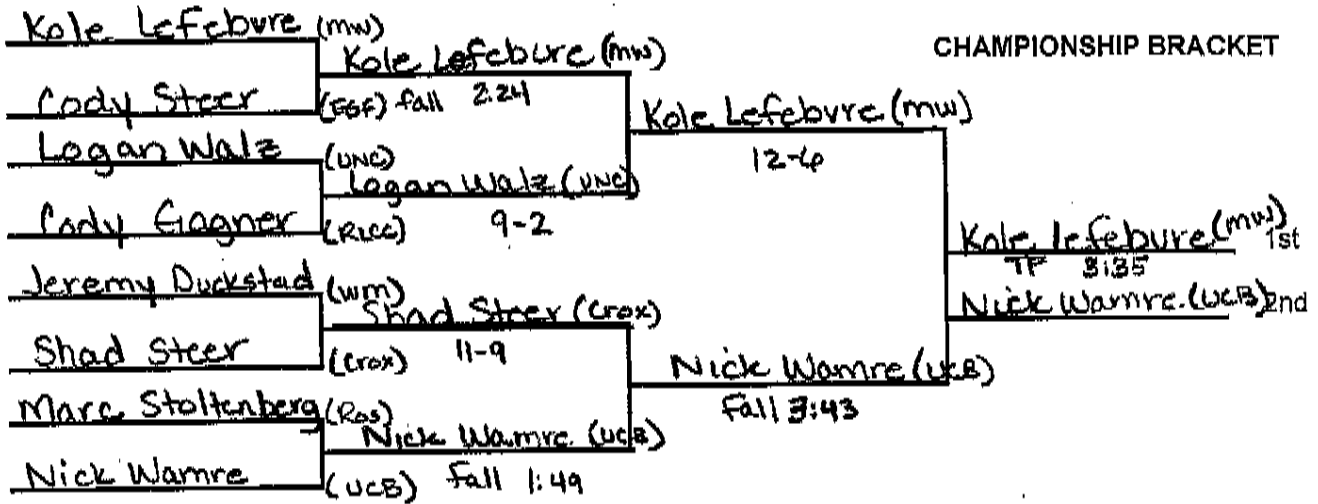 Kole Lefebvre (mw)
CHAMPIONSHIP BRACKET
Kole Lefebvre (mw)
Cody Steer (EGF) fall 2:24
Kole Lefebvre (mw)
Logan Walz (UNC)
12-6
Logan Walz (UNC)
Cody Gagner (RLCC) 9-2
Kole lefebvre (mw) 1st
TF 3:35
Jeremy Duckstad (wm)
Nick Wamre (UCB) 2nd
Shad Steer (Crox)
Shad Steer (Crox) 11-9
Nick Wamre (UCB)
Fall 3:43
Marc Stoltenberg (Ros)
Nick Wamre (UCB)
Nick Wamre (UCB) Fall 1:49